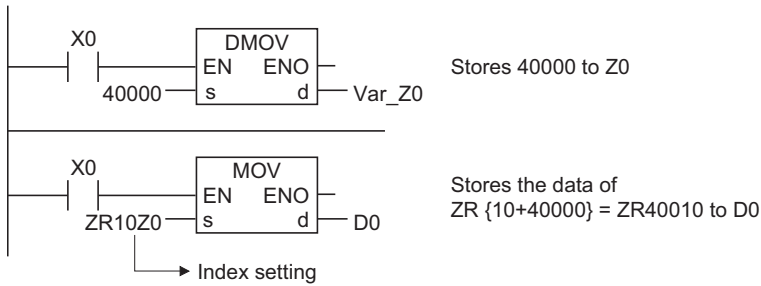 X0
DMOV
EN ENO
40000 s d Var_Z0
Stores 40000 to Z0
X0
MOV
EN ENO
ZR10Z0 s d D0
Stores the data of
ZR {10+40000} = ZR40010 to D0
Index setting